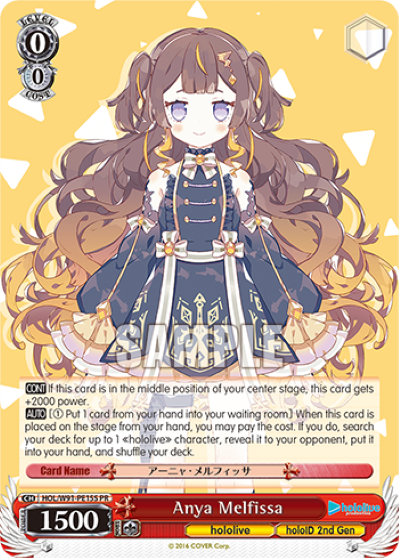 LEVEL
0
0
COST
SAMPLE
CONT If this card is in the middle position of your center stage, this card gets
+2000 power.
AUTO [① Put 1 card from your hand into your waiting room] When this card is
placed on the stage from your hand, you may pay the cost. If you do, search
your deck for up to 1 <hololive> character, reveal it to your opponent, put it
into your hand, and shuffle your deck.
Card Name アーニャ・メルフィッサ
CH HOL/W91-PE155 PR
Anya Melfissa
1500
hololive
hololive
hololD 2nd Gen
© 2016 COVER Corp.